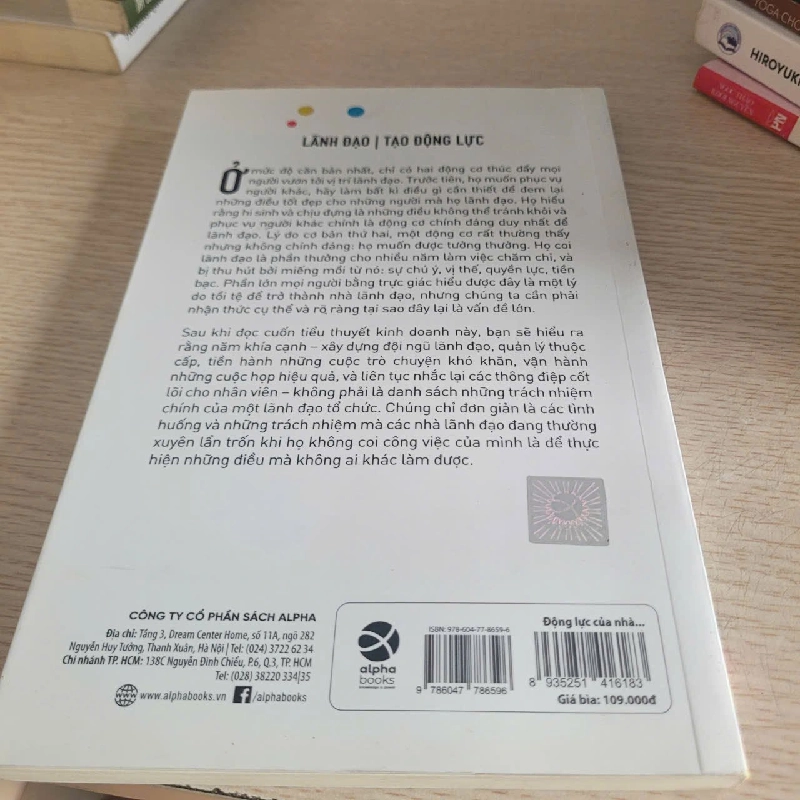 YOGA CHO
HIROYUKI
LÃNH ĐẠO | TẠO ĐỘNG LỰC
Ở mức độ căn bản nhất, chỉ có hai động cơ thúc đẩy mọi
người vươn tới vị trí lãnh đạo. Trước tiên, họ muốn phục vụ
người khác, hãy làm bất kì điều gì cần thiết để đem lại
những điều tốt đẹp cho những người mà họ lãnh đạo. Họ hiểu
rằng hi sinh và chịu đựng là những điều không thể tránh khỏi và
phục vụ người khác chính là động cơ chính đáng duy nhất để
lãnh đạo. Lý do cơ bản thứ hai, một động cơ rất thường thấy
nhưng không chính đáng: họ muốn được tưởng thưởng. Họ coi
lãnh đạo là phần thưởng cho nhiều năm làm việc chăm chỉ, và
bị thu hút bởi miếng mồi từ nó: sự chú ý, vị thế, quyền lực, tiền
bạc. Phần lớn mọi người bằng trực giác hiểu được đây là một lý
do tồi tệ để trở thành nhà lãnh đạo, nhưng chúng ta cần phải
nhận thức cụ thể và rõ ràng tại sao đây lại là vấn đề lớn.
Sau khi đọc cuốn tiểu thuyết kinh doanh này, bạn sẽ hiểu ra
rằng năm khía cạnh – xây dựng đội ngũ lãnh đạo, quản lý thuộc
cấp, tiến hành những cuộc trò chuyện khó khăn, vận hành
những cuộc họp hiệu quả, và liên tục nhắc lại các thông điệp cốt
lõi cho nhân viên – không phải là danh sách những trách nhiệm
chính của một lãnh đạo tổ chức. Chúng chỉ đơn giản là các tình
huống và những trách nhiệm mà các nhà lãnh đạo đang thường
xuyên lẩn trốn khi họ không coi công việc của mình là để thực
hiện những điều mà không ai khác làm được.
CÔNG TY CỔ PHẦN SÁCH ALPHA
Địa chỉ: Tầng 3, Dream Center Home, số 11A, ngõ 282
Nguyễn Huy Tưởng, Thanh Xuân, Hà Nội | Tel: (024) 3722 62 34
Chi nhánh TP. HCM: 138C Nguyễn Đình Chiểu, P.6, Q.3, TP. HCM
Tel: (028) 38220 334|35
www.alphabooks.vn f /alphabooks
alpha
books
ISBN: 978-604-77-8659-6
9 786047 786596
Động lực của nhà...
8 935251 416183
Giá bìa: 109.000đ